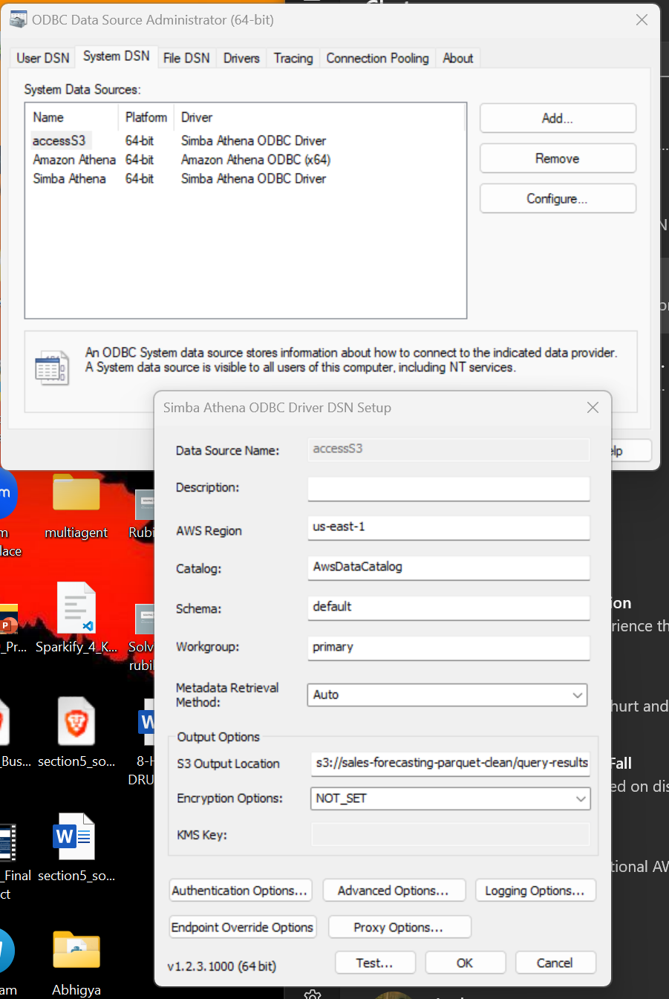 ODBC Data Source Administrator (64-bit)
User DSN System DSN File DSN Drivers Tracing Connection Pooling About
System Data Sources:
Name Platform Driver
accessS3 64-bit Simba Athena ODBC Driver
Amazon Athena 64-bit Amazon Athena ODBC (x64)
Simba Athena 64-bit Simba Athena ODBC Driver
Add...
Remove
Configure...
An ODBC System data source stores information about how to connect to the indicated data provider.
A System data source is visible to all users of this computer, including NT services.
elp
Simba Athena ODBC Driver DSN Setup
Data Source Name: accessS3
Description:
AWS Region us-east-1
Catalog: AwsDataCatalog
Schema: default
Workgroup: primary
Metadata Retrieval
Method: Auto
Output Options
S3 Output Location s3://sales-forecasting-parquet-clean/query-results
Encryption Options: NOT_SET
KMS Key:
Authentication Options... Advanced Options... Logging Options...
Endpoint Override Options Proxy Options...
v1.2.3.1000 (64 bit) Test... OK Cancel
m
lace
multiagent
Rubi
_Pr...
Sparkify_4_K...
Solv
rubil
_Bus...
section5_so...
8-H
DRU
_Final
ct
section5_so...
am
Abhigya
ion
rience th
hurt and
Fall
ed on dis
tional AW